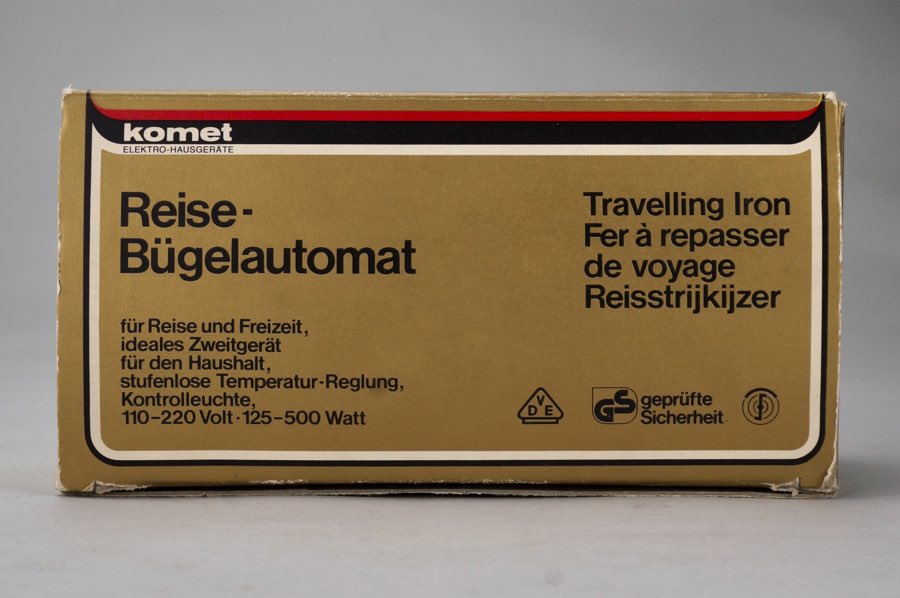 komet
ELEKTRO-HAUSGERÄTE
Reise-
Bügelautomat
für Reise und Freizeit,
ideales Zweitgerät
für den Haushalt,
stufenlose Temperatur-Reglung,
Kontrolleuchte,
110–220 Volt · 125–500 Watt
Travelling Iron
Fer à repasser
de voyage
Reisstrijkijzer
VDE
GS geprüfte
Sicherheit